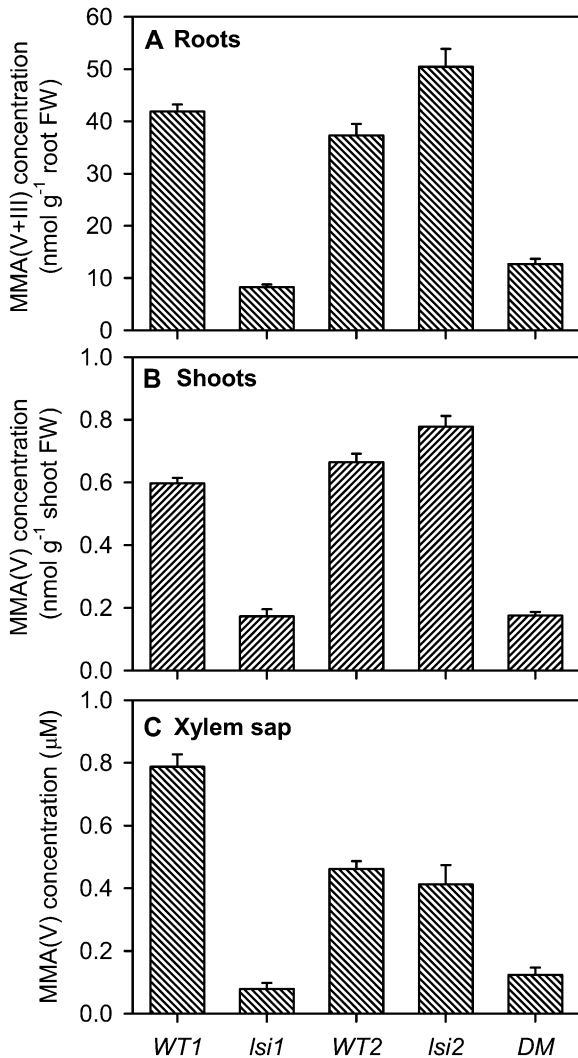 A Roots
MMA(V+III) concentration
(nmol g⁻¹ root FW)
60
50
40
30
20
10
0
B Shoots
MMA(V) concentration
(nmol g⁻¹ shoot FW)
1.0
0.8
0.6
0.4
0.2
0.0
C Xylem sap
MMA(V) concentration (μM)
1.0
0.8
0.6
0.4
0.2
0.0
WT1 lsi1 WT2 lsi2 DM